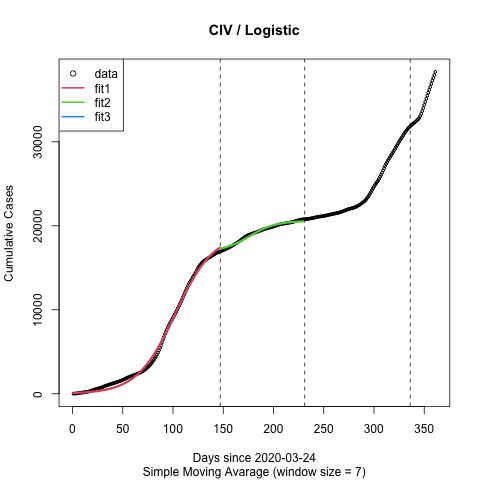 CIV / Logistic
data
fit1
fit2
fit3
Cumulative Cases
0
10000
20000
30000
0 50 100 150 200 250 300 350
Days since 2020-03-24
Simple Moving Avarage (window size = 7)